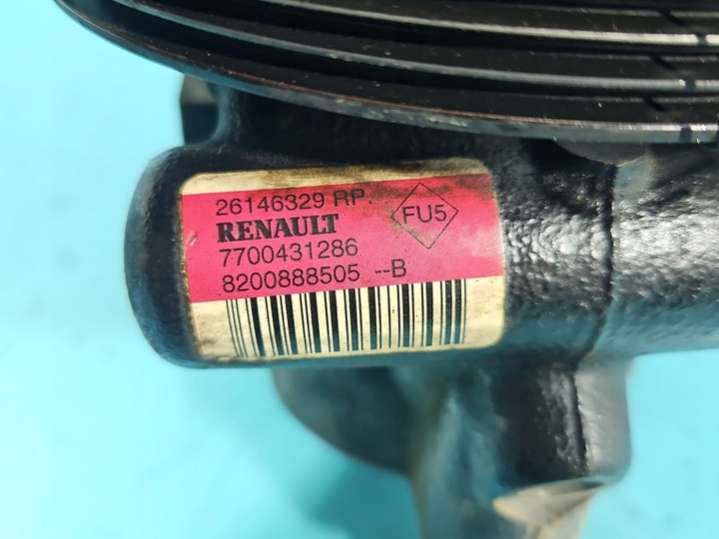 26146329 RP
FU5
RENAULT
7700431286
8200888505 --B